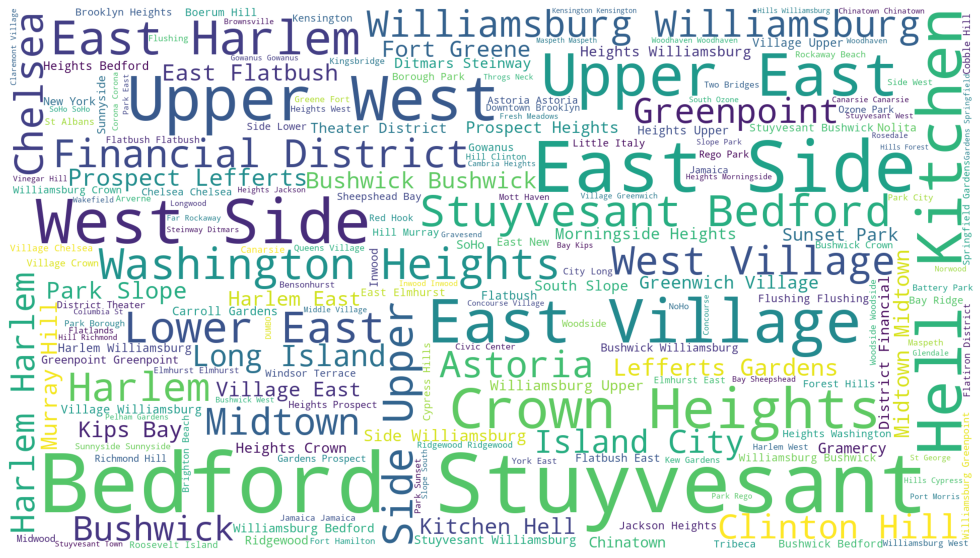 Claremont Village
Brooklyn Heights
Boerum Hill
Brownsville
Kensington
Williamsburg Williamsburg
Kensington Kensington
Hills Williamsburg
Chinatown Chinatown
Cobble Hill
Chelsea
East Harlem
Flushing
Gowanus Gowanus
Fort Greene
Maspeth Maspeth
Heights Williamsburg
Woodhaven Woodhaven
Village Upper
Woodhaven
Rockaway Beach
Heights Bedford
East Flatbush
Kingsbridge
Ditmars Steinway
Upper East
Borough Park
Throgs Neck
Two Bridges
Side West
Sunnyside
Corona Corona
Park East
Upper West
New York
SoHo SoHo
St Albans
Greene Fort
Heights West
Astoria Astoria
Downtown Brooklyn
Fresh Meadows
Greenpoint
South Ozone
Canarsie Canarsie
Ozone Park
Stuyvesant West
Kitchen
Springfield Springfield
Side Lower
Theater District
Prospect Heights
Heights Upper
Stuyvesant Bushwick
Nolita
Rosedale
Flatbush Flatbush
Financial District
Gowanus
Hill Clinton
Cambria Heights
Little Italy
Slope Park
Rego Park
Hills Forest
East Side
Jamaica
Heights Morningside
Vinegar Hill
Prospect Lefferts
Bushwick Bushwick
Williamsburg Crown
Chelsea Chelsea
Heights Jackson
Sheepshead Bay
Mott Haven
Village Greenwich
Park City
Wakefield
Arverne
Longwood
West Side
Far Rockaway
Steinway Ditmars
Red Hook
Hill Murray
Gravesend
Stuyvesant Bedford
Morningside Heights
Sunset Park
Bushwick Crown
Springfield Gardens
Village Chelsea
Canarsie
Queens Village
SoHo
East New
Bay Kips
Village Crown
Washington Heights
Inwood
West Village
Norwood
City Long
Bensonhurst
Inwood Inwood
South Slope
Greenwich Village
Battery Park
Park Slope
Harlem East
East Elmhurst
Flatbush
Concourse Village
NoHo
Concourse
Flushing Flushing
Bay Ridge
District Theater
Columbia St
Carroll Gardens
Middle Village
DUMBO
Park Borough
Flatlands
Hill Richmond
Lower East
East Village
Woodside
Woodside Woodside
Midtown Midtown
Flatiron District
Maspeth
Glendale
Harlem Williamsburg
Greenpoint Greenpoint
Long Island
Civic Center
Bushwick Williamsburg
Harlem Harlem
Murray Hill
Elmhurst Elmhurst
Windsor Terrace
Side Upper
Cypress Hills
Astoria
Lefferts Gardens
District Financial
Hell
Harlem
Village East
Williamsburg Upper
Elmhurst East
Bay Sheepshead
Forest Hills
Bushwick West
Heights Prospect
Village Williamsburg
Pelham Gardens
Midtown
Crown Heights
Kips Bay
Brighton Beach
Side Williamsburg
Island City
Heights Washington
Sunnyside Sunnyside
Heights Crown
Ridgewood Ridgewood
Harlem West
Gramercy
Richmond Hill
Gardens Prospect
Park Sunset
Slope South
York East
Flatbush East
Kew Gardens
Williamsburg Bushwick
St George
Bedford Stuyvesant
Hills Cypress
Park Rego
Port Morris
Williamsburg Greenpoint
Jamaica Jamaica
Bushwick
Williamsburg Bedford
Kitchen Hell
Jackson Heights
Clinton Hill
Midwood
Stuyvesant Town
Roosevelt Island
Ridgewood
Fort Hamilton
Stuyvesant Williamsburg
Chinatown
Tribeca
Bushwick Bedford
Williamsburg West